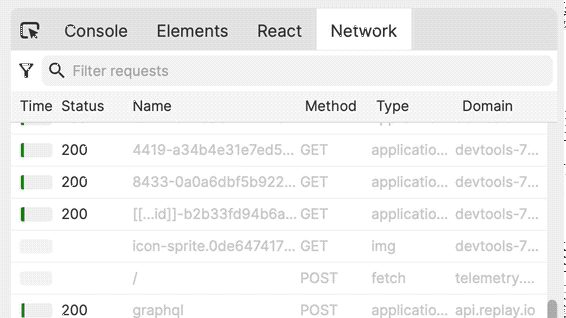 Console Elements React Network
Filter requests
Time Status Name Method Type Domain
200 4419-a34b4e31e7ed5... GET applicatio... devtools-7...
200 8433-0a0a6dbf5b922... GET applicatio... devtools-7...
200 [[...id]]-b2b33fd94b6a... GET applicatio... devtools-7...
icon-sprite.0de647417... GET img devtools-7...
/ POST fetch telemetry....
200 graphql POST applicatio... api.replay.io